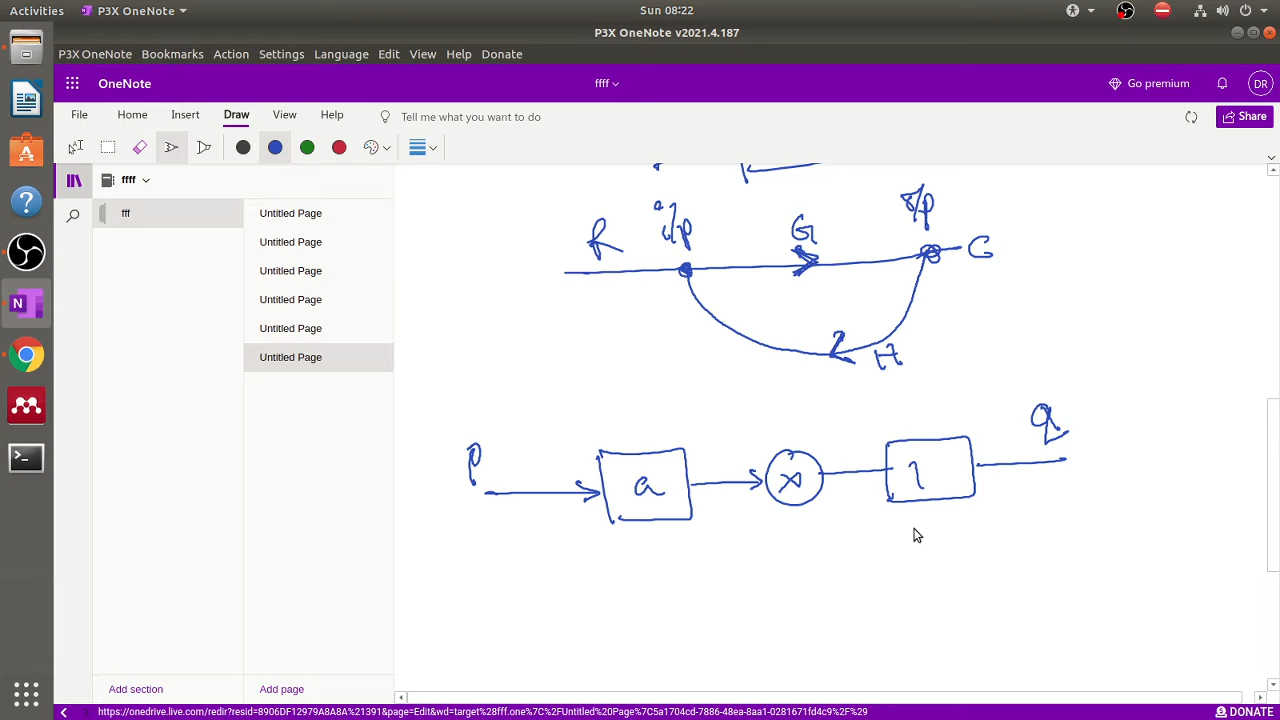 Activities
P3X OneNote
Sun 08:22
P3X OneNote v2021.4.187
P3X OneNote Bookmarks Action Settings Language Edit View Help Donate
OneNote
ffff
Go premium
DR
File Home Insert Draw View Help
Tell me what you want to do
Share
ffff
fff
Untitled Page
Untitled Page
Untitled Page
Untitled Page
Untitled Page
Untitled Page
R
i/p
G
o/p
C
H
p
a
x
1
q
Add section
Add page
https://onedrive.live.com/redir?resid=8906DF12979A8A8A%21391&page=Edit&wd=target%28fff.one%7C%2FUntitled%20Page%7C5a1704cd-7886-48ea-8aa1-0281671fd4c9%2F%29
DONATE